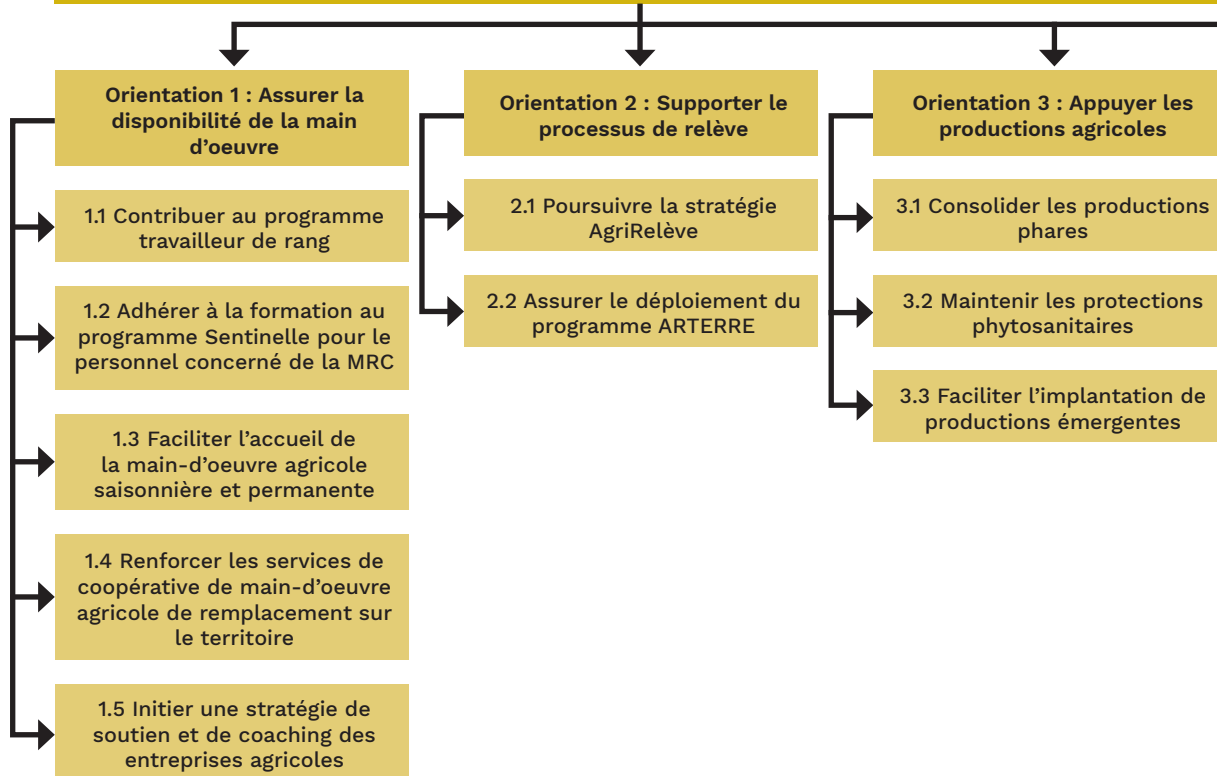 Orientation 1 : Assurer la
disponibilité de la main
d'oeuvre
1.1 Contribuer au programme
travailleur de rang
1.2 Adhérer à la formation au
programme Sentinelle pour le
personnel concerné de la MRC
1.3 Faciliter l'accueil de
la main-d'oeuvre agricole
saisonnière et permanente
1.4 Renforcer les services de
coopérative de main-d'oeuvre
agricole de remplacement sur
le territoire
1.5 Initier une stratégie de
soutien et de coaching des
entreprises agricoles
Orientation 2 : Supporter le
processus de relève
2.1 Poursuivre la stratégie
AgriRelève
2.2 Assurer le déploiement du
programme ARTERRE
Orientation 3 : Appuyer les
productions agricoles
3.1 Consolider les productions
phares
3.2 Maintenir les protections
phytosanitaires
3.3 Faciliter l'implantation de
productions émergentes